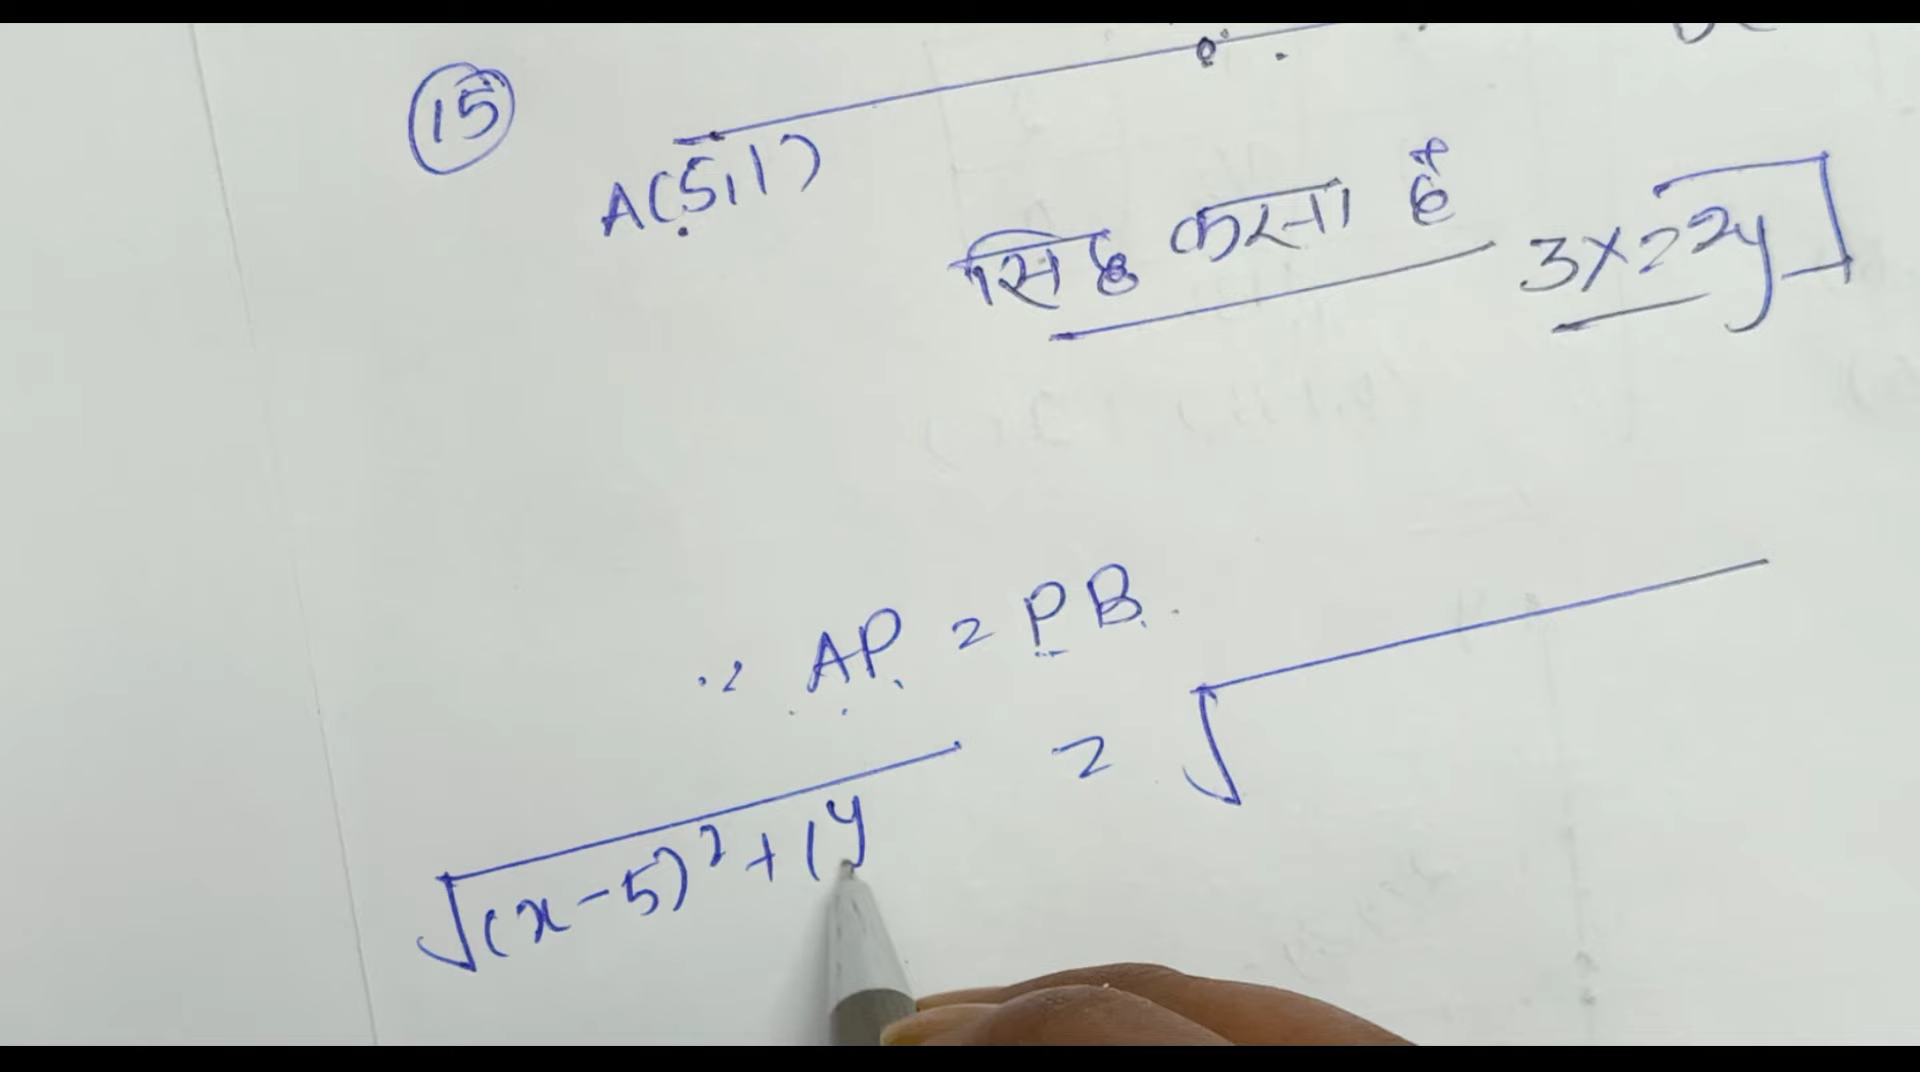 15
A(5,1)
सिद्ध करना है 3x=2y
∵ AP = PB
√(x-5)²+(y = √